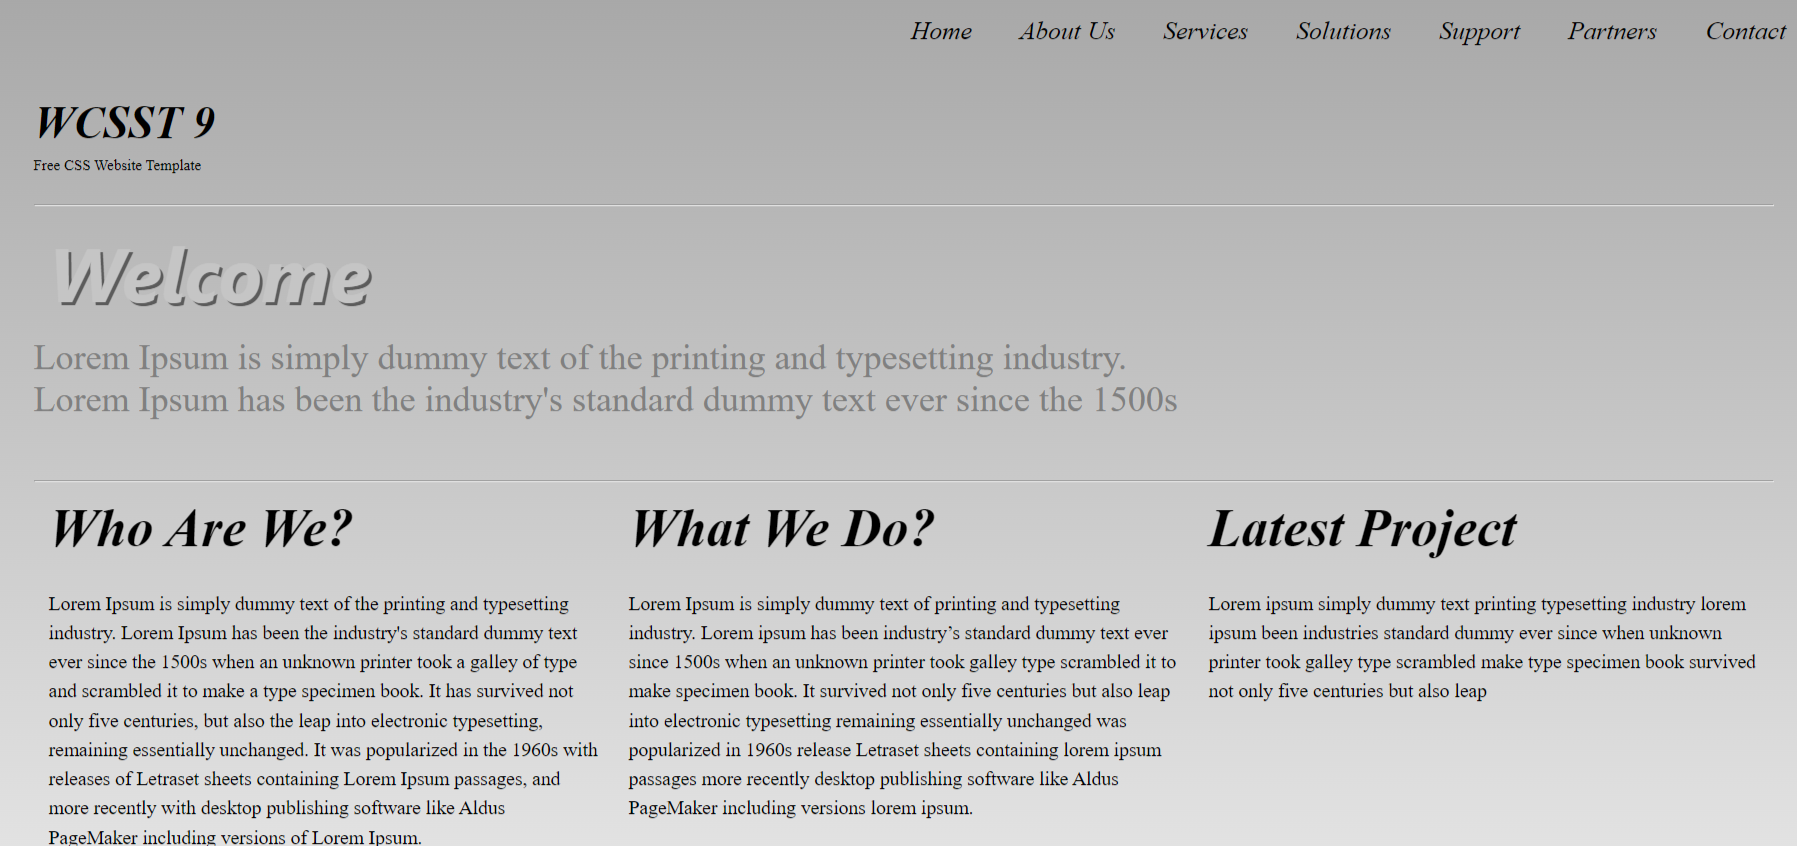 Home About Us Services Solutions Support Partners Contact
WCSST 9
Free CSS Website Template
Welcome
Lorem Ipsum is simply dummy text of the printing and typesetting industry.
Lorem Ipsum has been the industry's standard dummy text ever since the 1500s
Who Are We?
Lorem Ipsum is simply dummy text of the printing and typesetting
industry. Lorem Ipsum has been the industry's standard dummy text
ever since the 1500s when an unknown printer took a galley of type
and scrambled it to make a type specimen book. It has survived not
only five centuries, but also the leap into electronic typesetting,
remaining essentially unchanged. It was popularized in the 1960s with
releases of Letraset sheets containing Lorem Ipsum passages, and
more recently with desktop publishing software like Aldus
PageMaker including versions of Lorem Ipsum.
What We Do?
Lorem Ipsum is simply dummy text of printing and typesetting
industry. Lorem ipsum has been industry’s standard dummy text ever
since 1500s when an unknown printer took galley type scrambled it to
make specimen book. It survived not only five centuries but also leap
into electronic typesetting remaining essentially unchanged was
popularized in 1960s release Letraset sheets containing lorem ipsum
passages more recently desktop publishing software like Aldus
PageMaker including versions lorem ipsum.
Latest Project
Lorem ipsum simply dummy text printing typesetting industry lorem
ipsum been industries standard dummy ever since when unknown
printer took galley type scrambled make type specimen book survived
not only five centuries but also leap